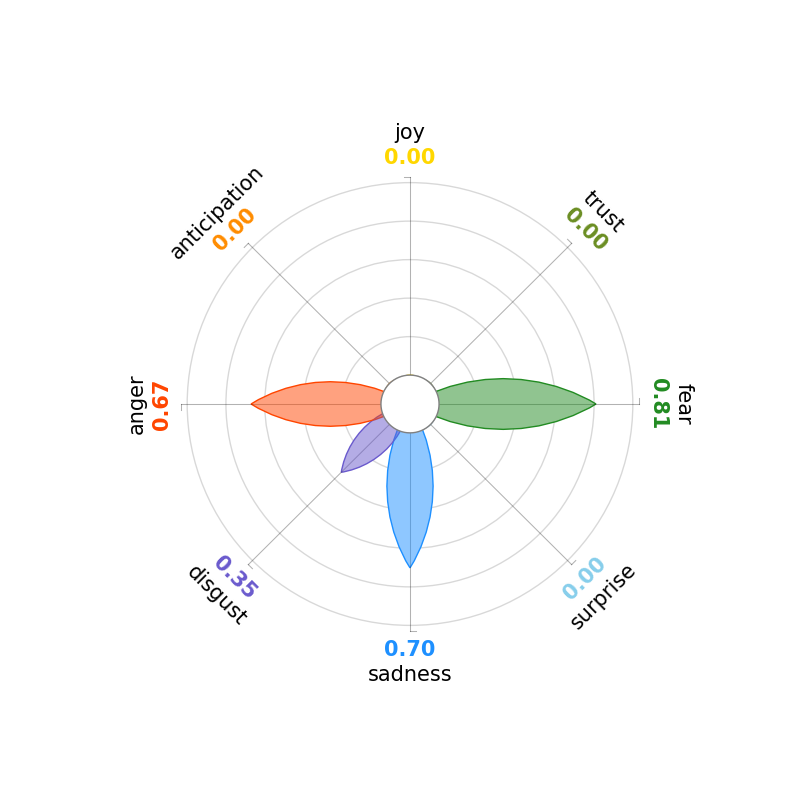 joy
0.00
trust
0.00
fear
0.81
surprise
0.00
0.70
sadness
0.35
disgust
anger
0.67
anticipation
0.00